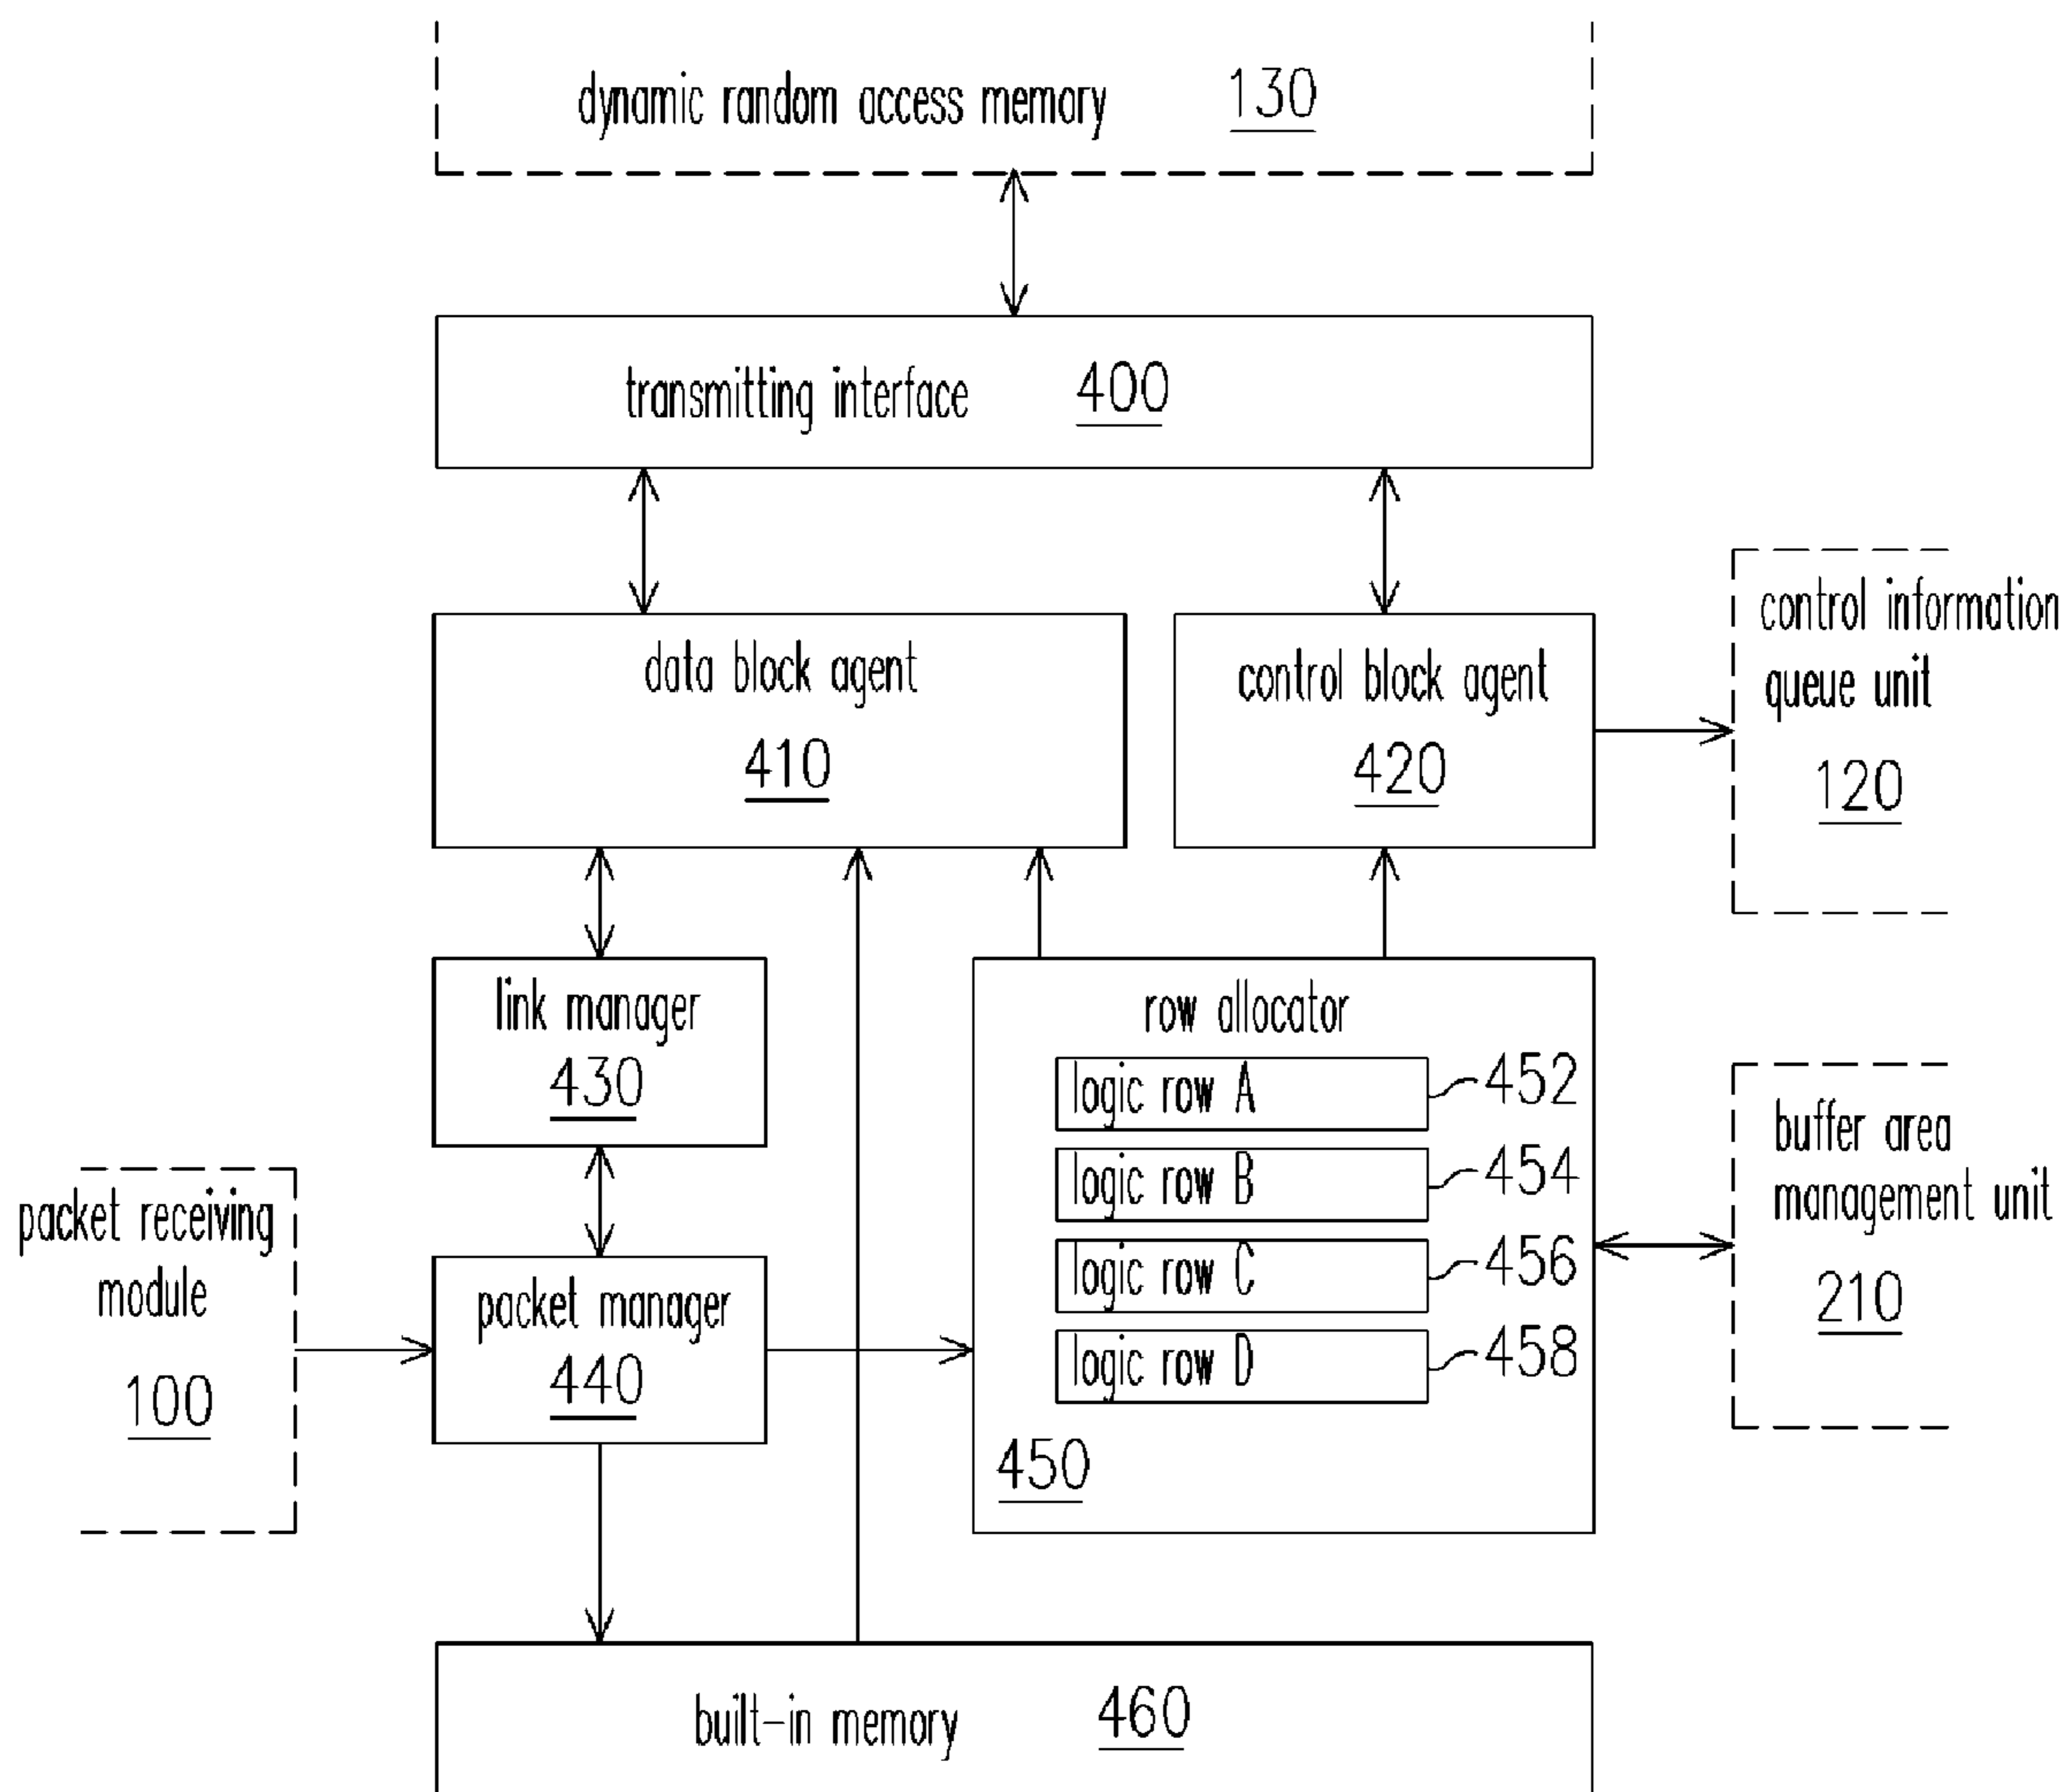 dynamic random access memory 130
transmitting interface 400
data block agent
410
control block agent
420
control information
queue unit
120
link manager
430
row allocator
logic row A
452
logic row B
454
logic row C
456
logic row D
458
450
buffer area
management unit
210
packet receiving
module
100
packet manager
440
built-in memory 460